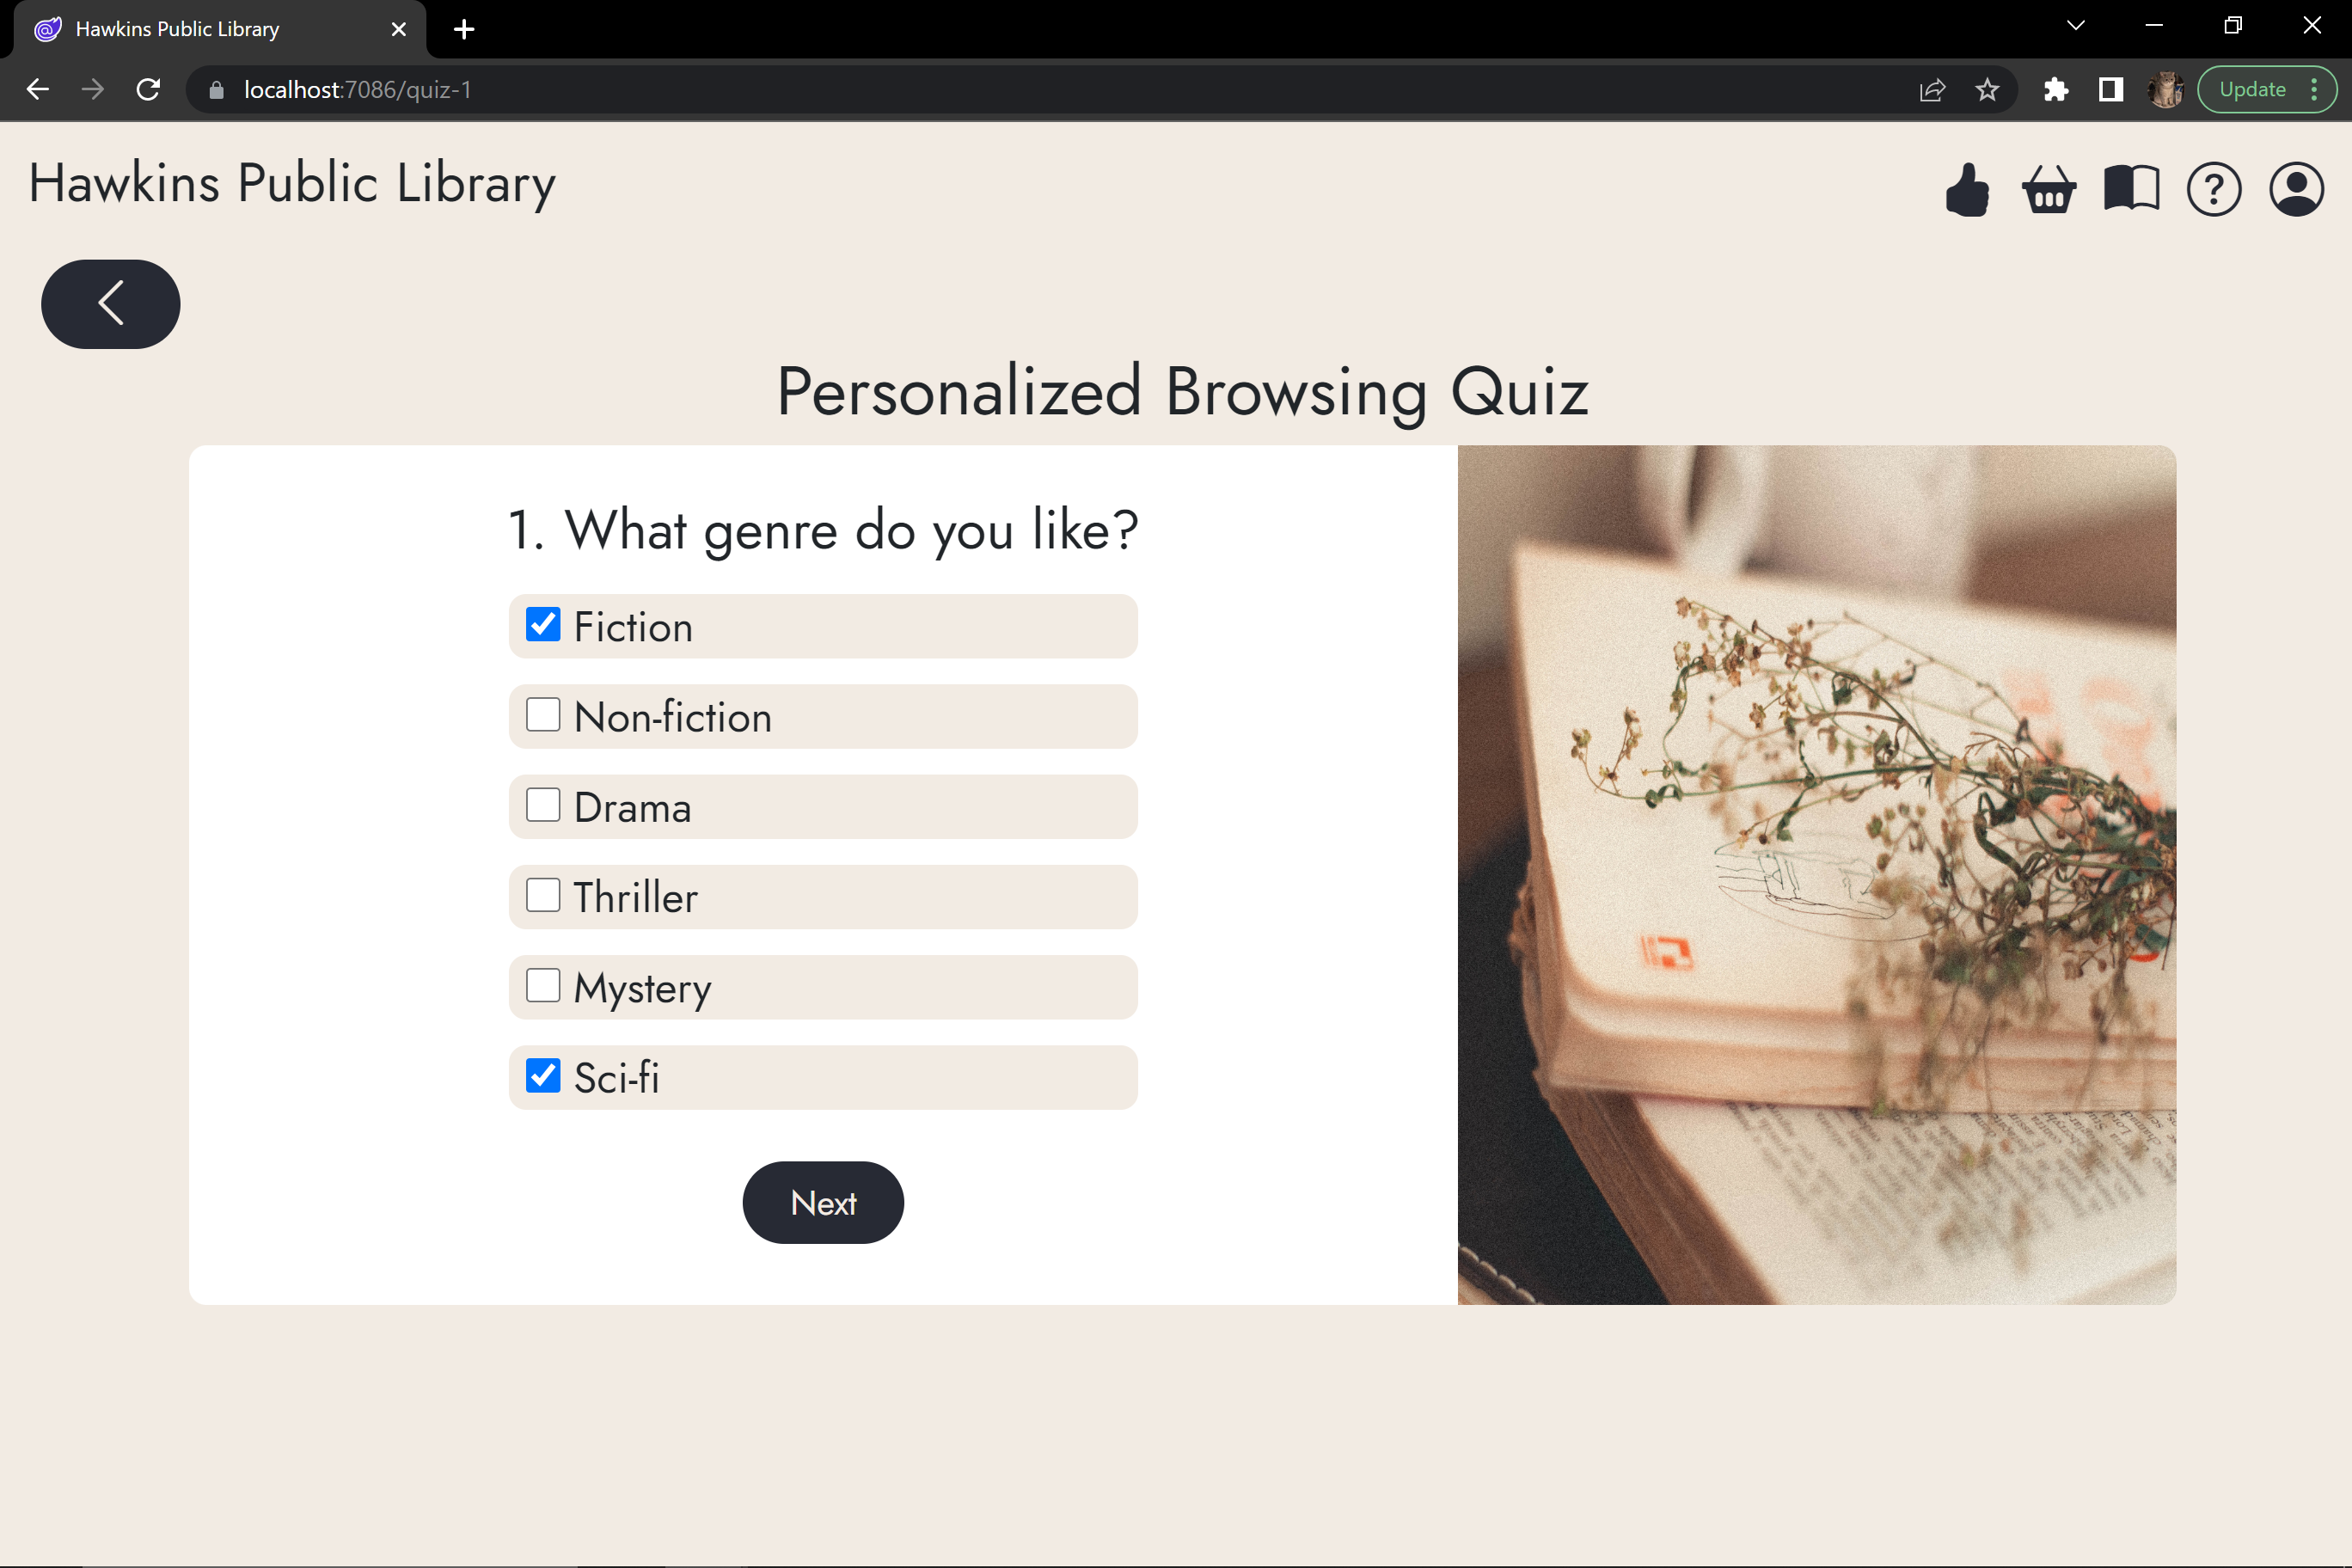 Hawkins Public Library
localhost:7086/quiz-1
Update
Hawkins Public Library
Personalized Browsing Quiz
1. What genre do you like?
Fiction
Non-fiction
Drama
Thriller
Mystery
Sci-fi
Next